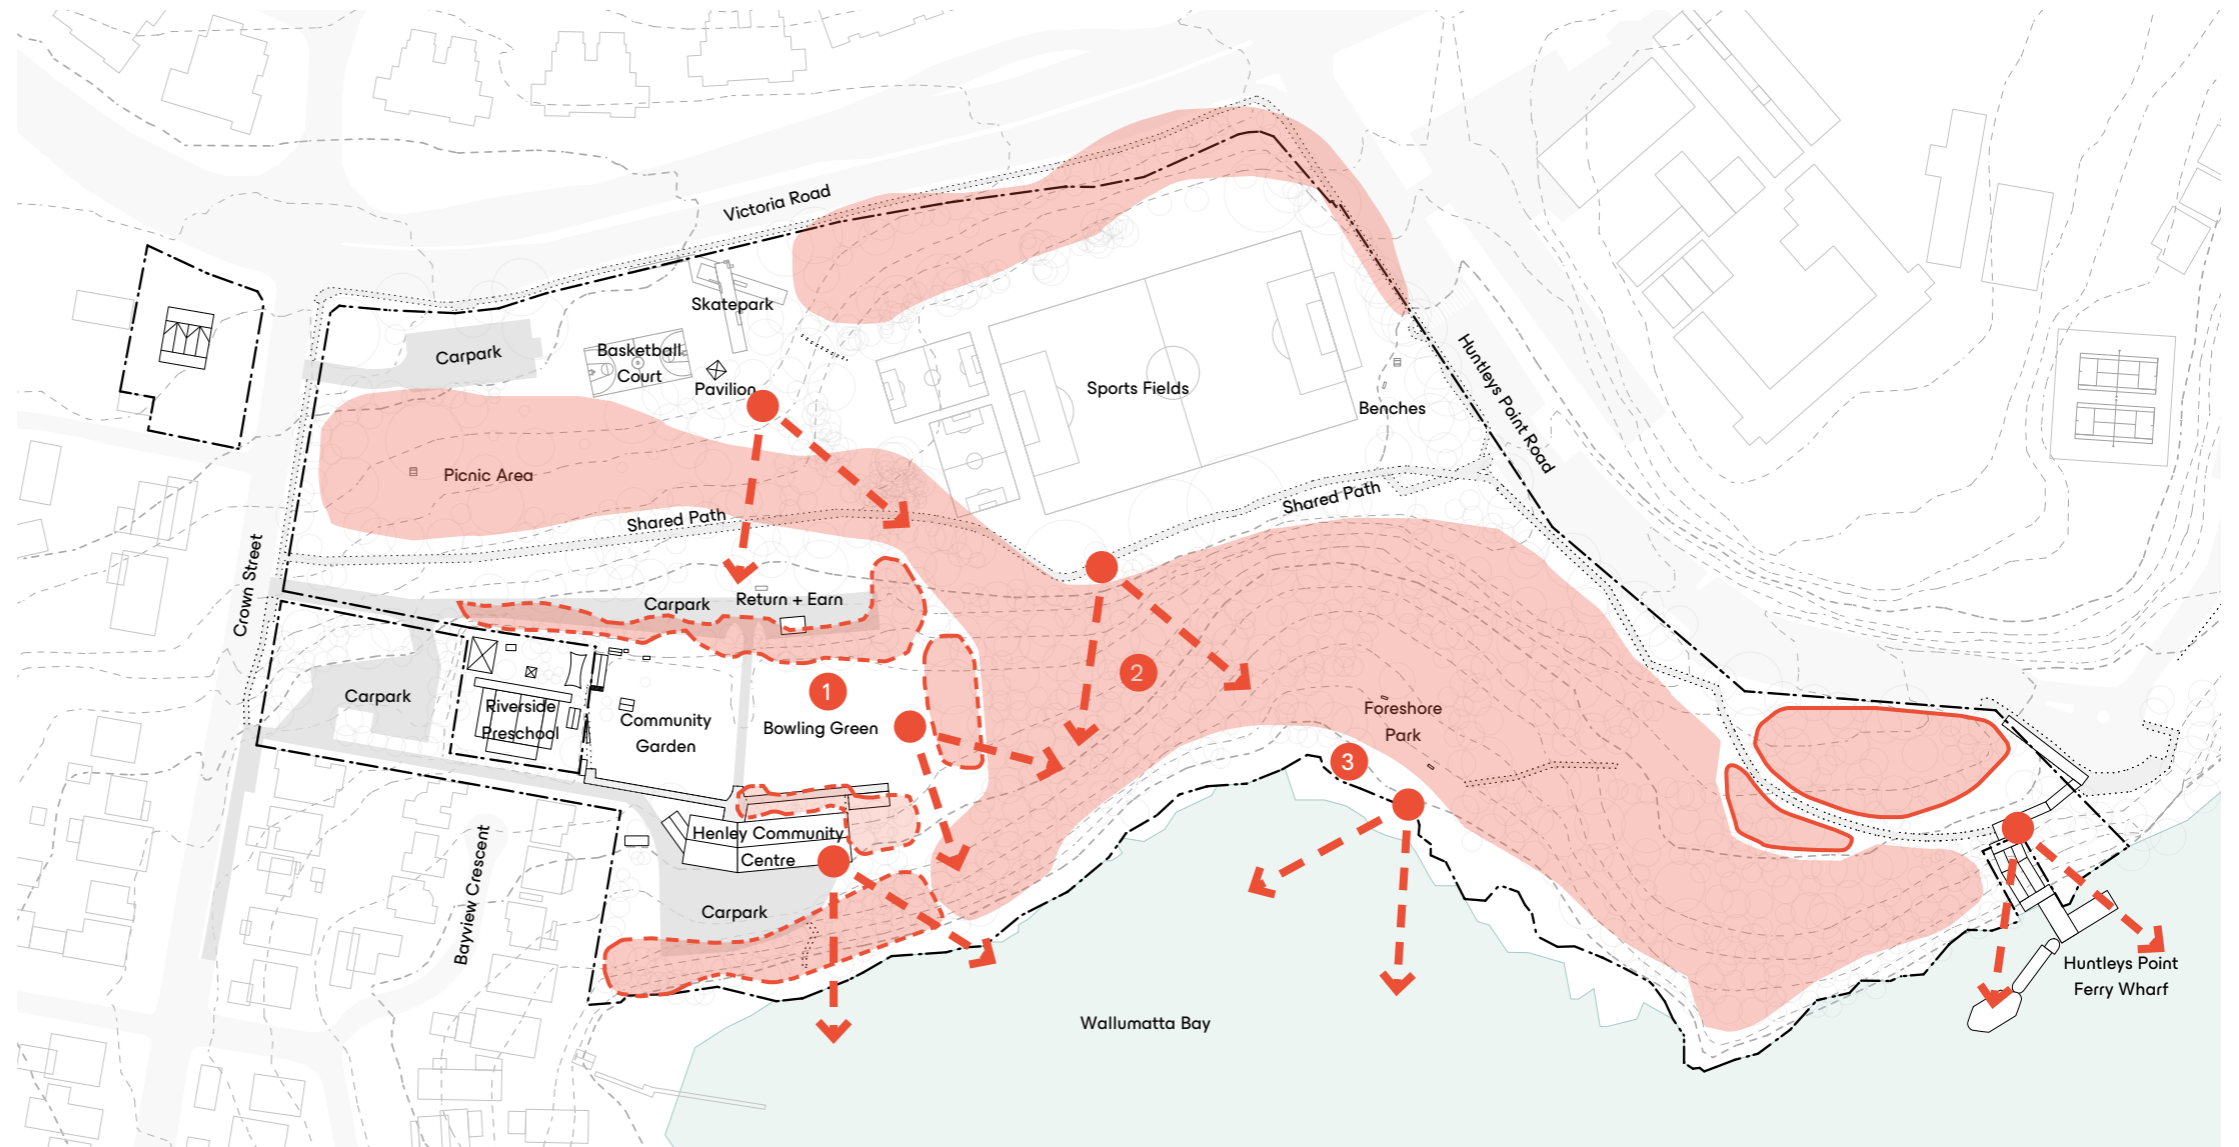 Victoria Road
Skatepark
Carpark
Basketball
Court
Pavilion
Sports Fields
Benches
Huntleys Point Road
Picnic Area
Shared Path
Shared Path
Crown Street
Carpark
Return + Earn
Carpark
Riverside
Preschool
Community
Garden
1
Bowling Green
2
Foreshore
Park
3
Henley Community
Centre
Carpark
Bayview Crescent
Wallumatta Bay
Huntleys Point
Ferry Wharf